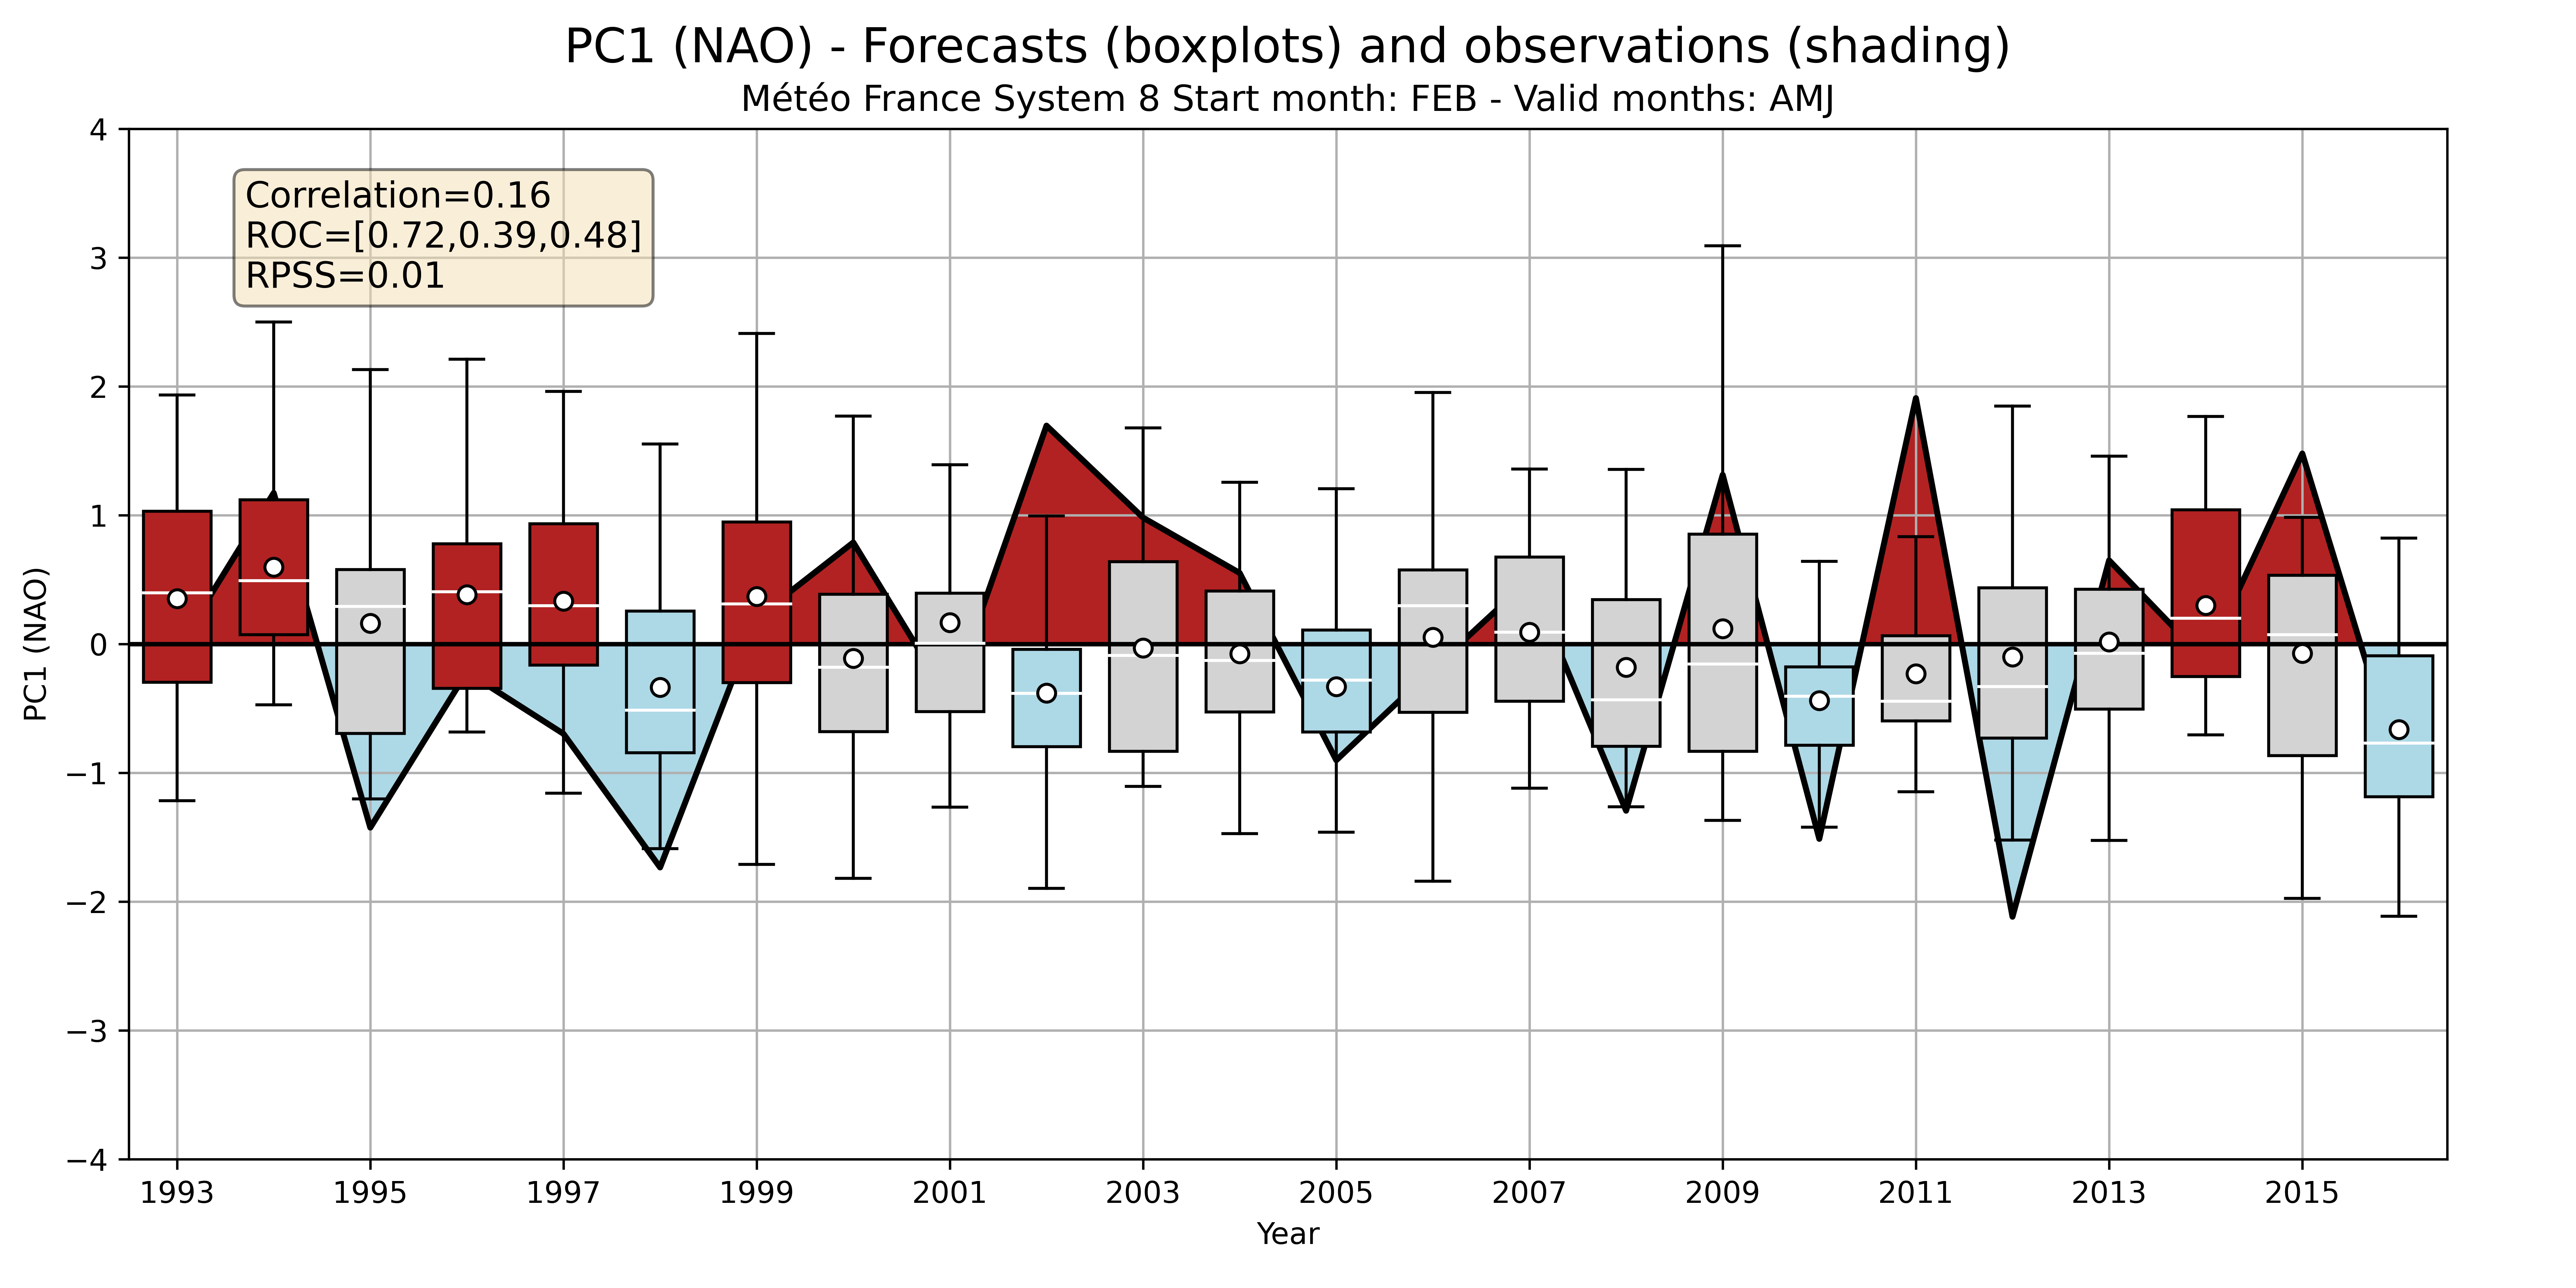 PC1 (NAO) - Forecasts (boxplots) and observations (shading)
Météo France System 8 Start month: FEB - Valid months: AMJ
Correlation=0.16
ROC=[0.72,0.39,0.48]
RPSS=0.01
PC1 (NAO)
4
3
2
1
0
−1
−2
−3
−4
1993 1995 1997 1999 2001 2003 2005 2007 2009 2011 2013 2015
Year